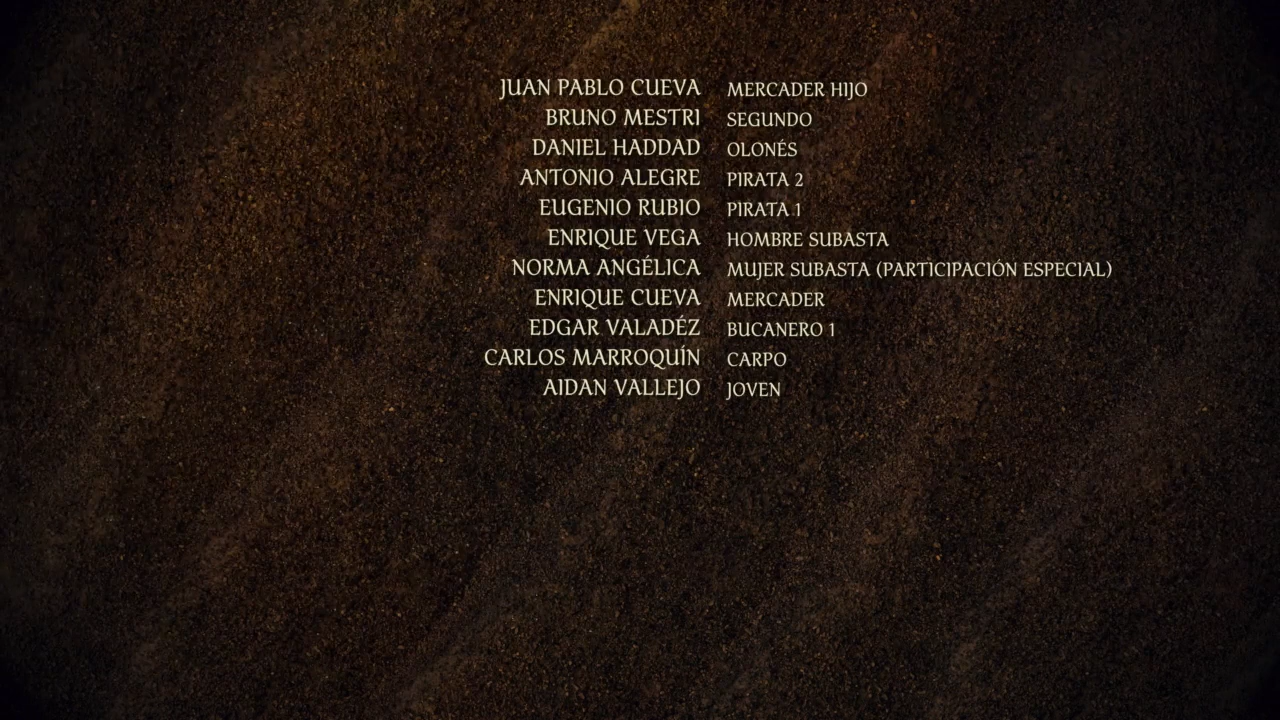 JUAN PABLO CUEVA MERCADER HIJO
BRUNO MESTRI SEGUNDO
DANIEL HADDAD OLONÉS
ANTONIO ALEGRE PIRATA 2
EUGENIO RUBIO PIRATA 1
ENRIQUE VEGA HOMBRE SUBASTA
NORMA ANGÉLICA MUJER SUBASTA (PARTICIPACIÓN ESPECIAL)
ENRIQUE CUEVA MERCADER
EDGAR VALADÉZ BUCANERO 1
CARLOS MARROQUÍN CARPO
AIDAN VALLEJO JOVEN